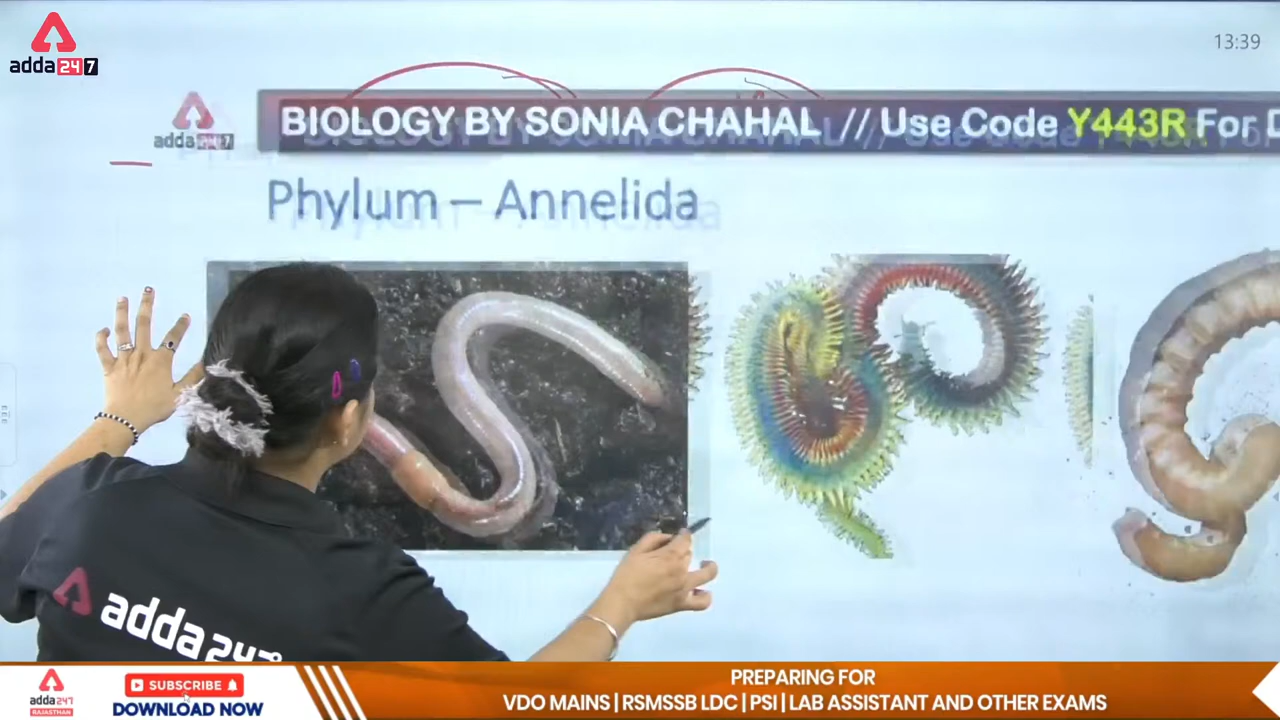 13:39
adda247
adda247
BIOLOGY BY SONIA CHAHAL // Use Code Y443R For D
Phylum – Annelida
adda247
adda247
RAJASTHAN
SUBSCRIBE
DOWNLOAD NOW
PREPARING FOR
VDO MAINS | RSMSSB LDC | PSI | LAB ASSISTANT AND OTHER EXAMS